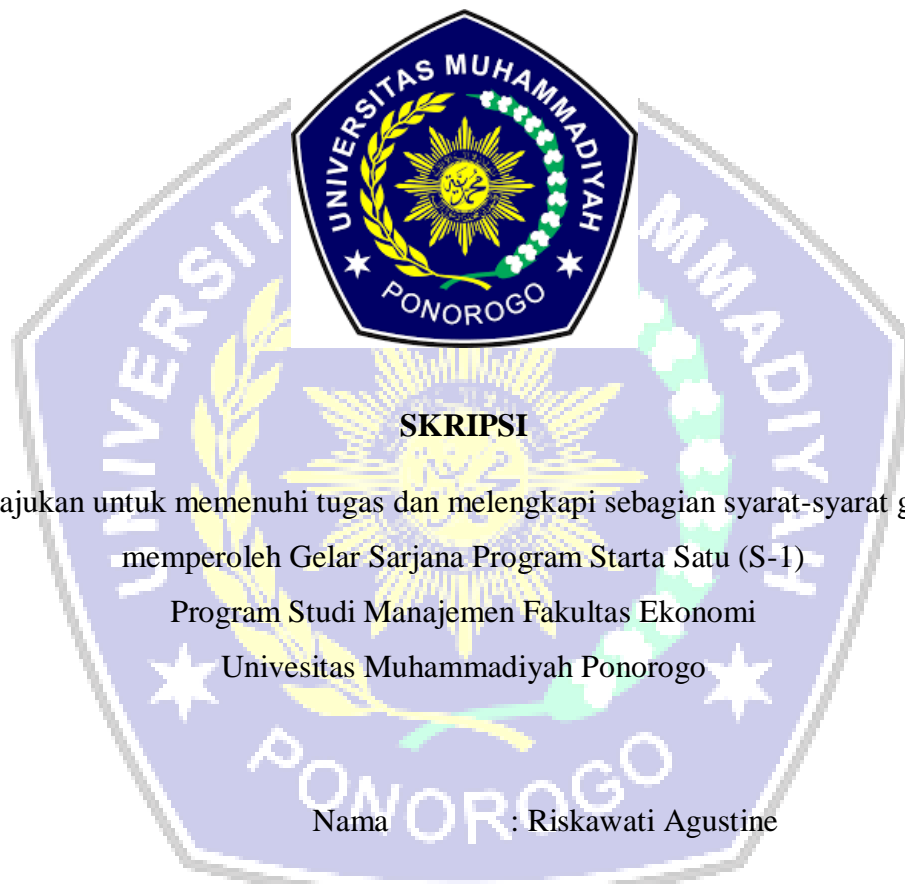 UNIVERSITAS MUHAMMADIYAH
PONOROGO
SKRIPSI
ajukan untuk memenuhi tugas dan melengkapi sebagian syarat-syarat g
memperoleh Gelar Sarjana Program Starta Satu (S-1)
Program Studi Manajemen Fakultas Ekonomi
Univesitas Muhammadiyah Ponorogo
Nama : Riskawati Agustine